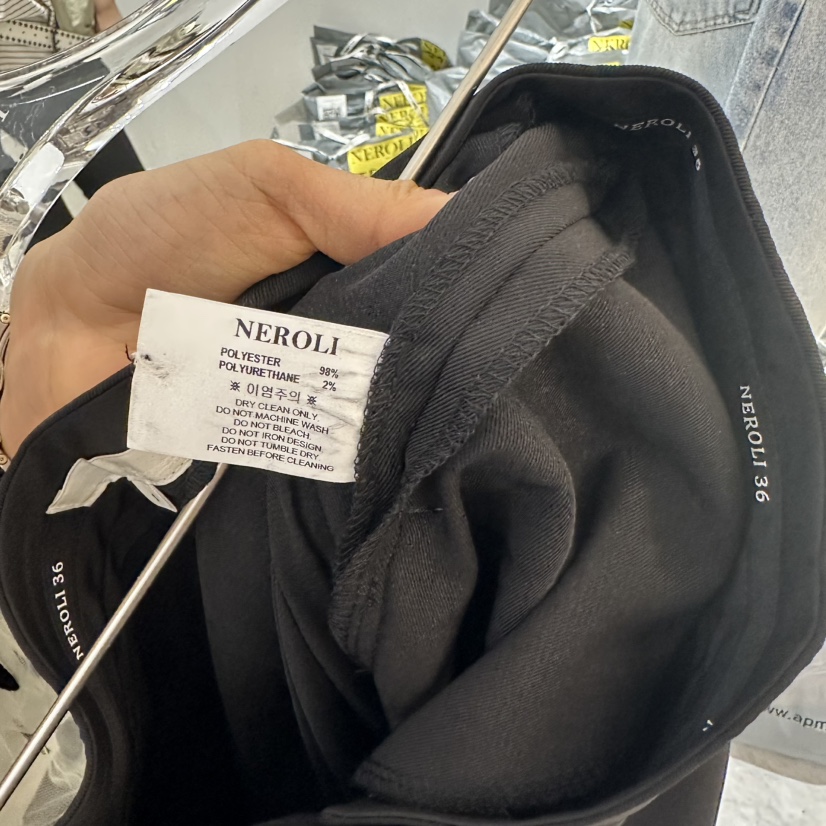 NEROLI
NEROLI
NEROLI
NEROLI 36
NEROLI
POLYESTER 98%
POLYURETHANE 2%
※ 이염주의 ※
DRY CLEAN ONLY
DO NOT MACHINE WASH
DO NOT BLEACH.
DO NOT IRON DESIGN.
DO NOT TUMBLE DRY.
FASTEN BEFORE CLEANING
NEROLI 36
NEROLI 36